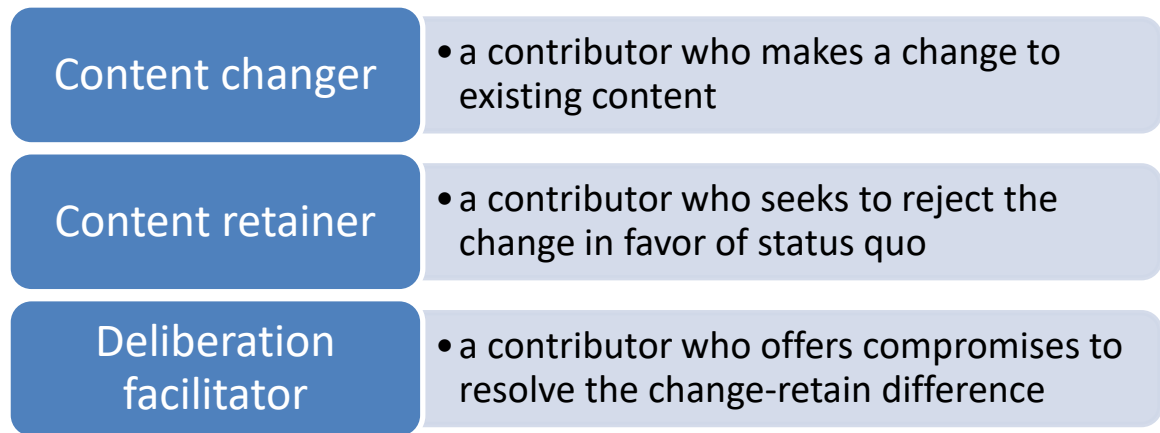 Content changer
• a contributor who makes a change to
existing content
Content retainer
• a contributor who seeks to reject the
change in favor of status quo
Deliberation
facilitator
• a contributor who offers compromises to
resolve the change-retain difference